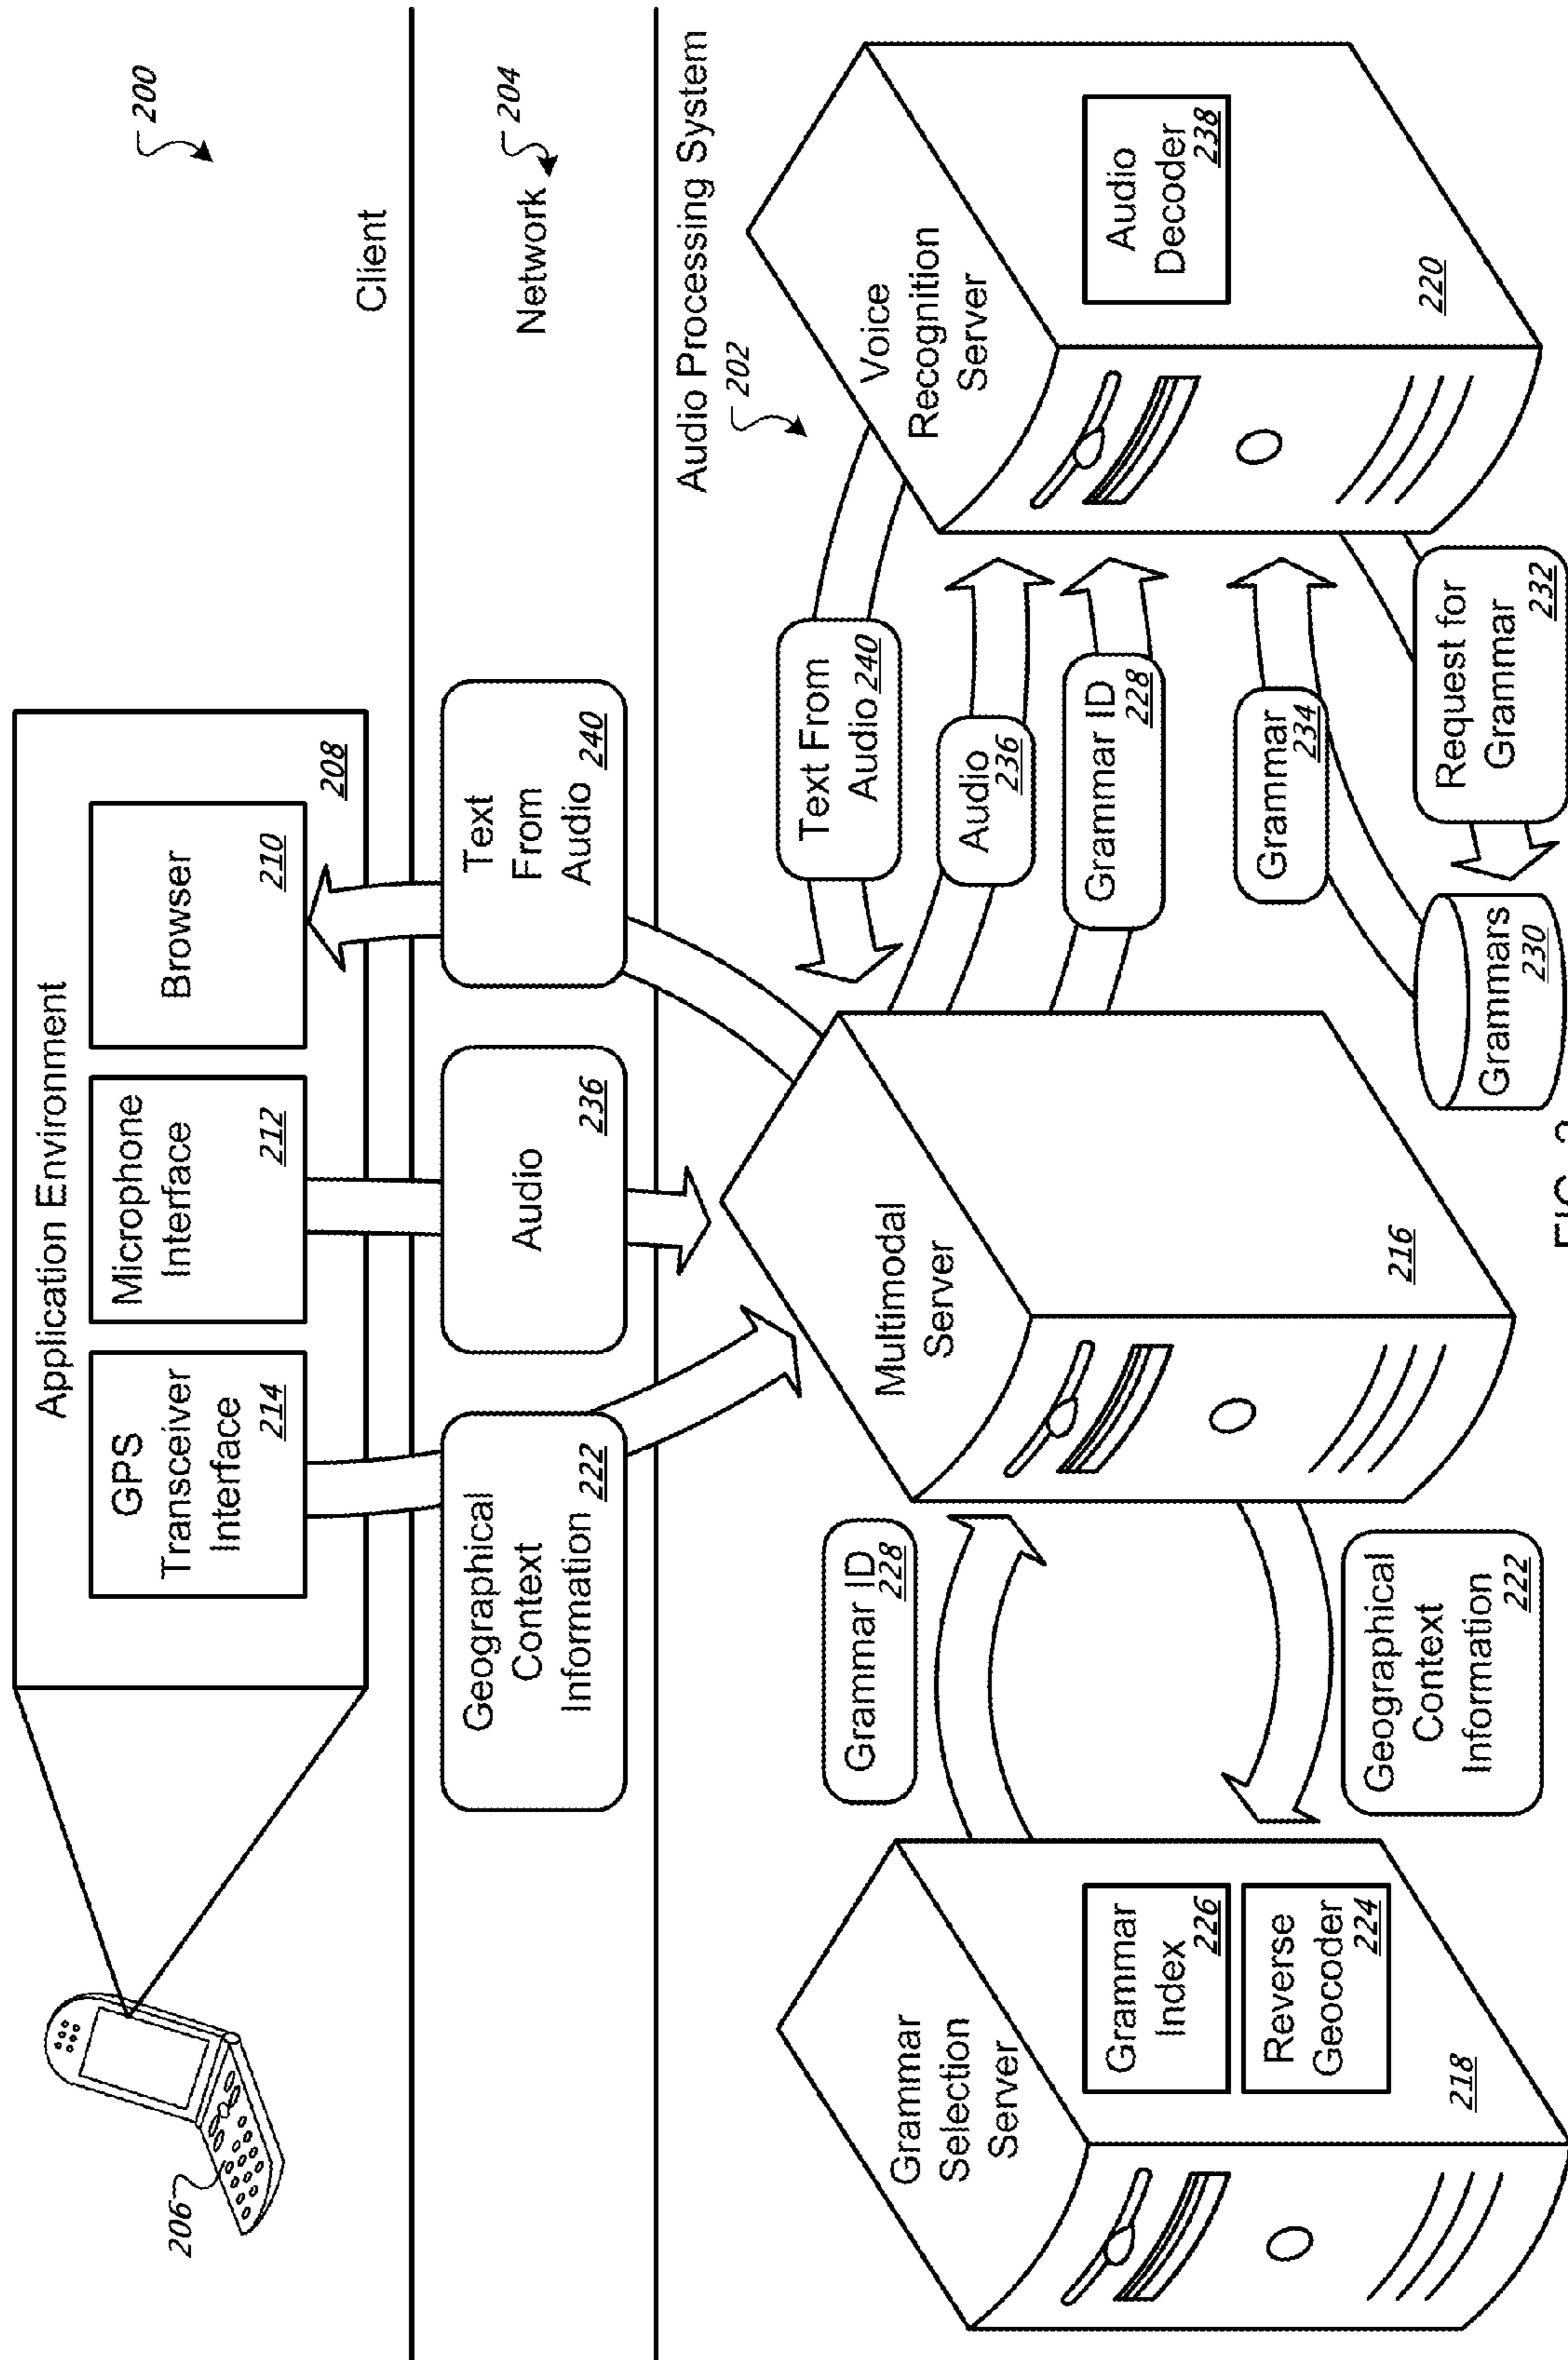 200
Client
Network
204
Audio Processing System
202
206
Application Environment
GPS
Transceiver
Interface
214
Microphone
Interface
212
Browser
210
208
Geographical
Context
Information
222
Audio
236
Text
From
Audio
240
Grammar
Selection
Server
Grammar
Index
226
Reverse
Geocoder
224
218
Grammar ID
228
Geographical
Context
Information
222
Multimodal
Server
216
Text From
Audio
240
Audio
236
Grammar ID
228
Grammar
234
Request for
Grammar
232
Grammars
230
Voice
Recognition
Server
Audio
Decoder
238
220